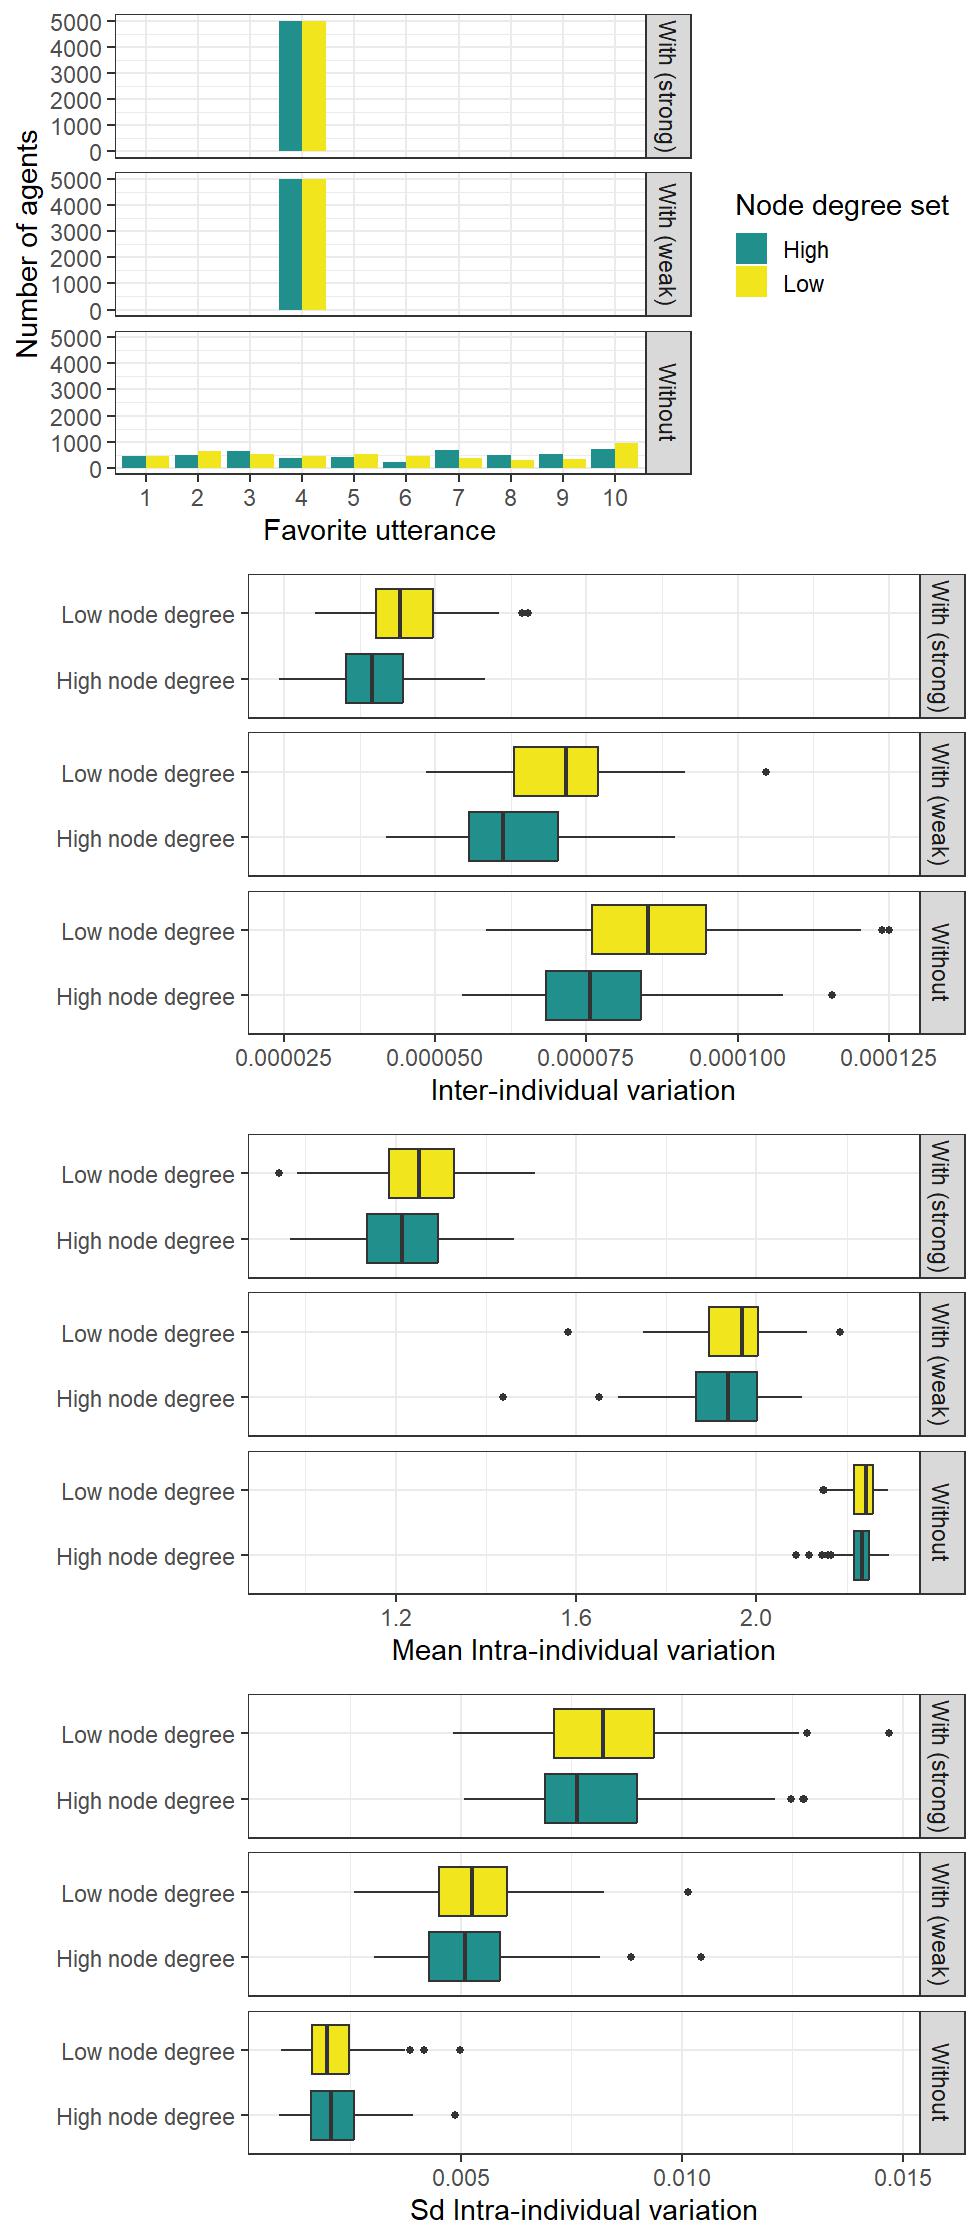 Number of agents
5000
4000
3000
2000
1000
0
With (strong)
5000
4000
3000
2000
1000
0
With (weak)
5000
4000
3000
2000
1000
0
Without
1 2 3 4 5 6 7 8 9 10
Favorite utterance
Node degree set
High
Low
Low node degree
High node degree
With (strong)
Low node degree
High node degree
With (weak)
Low node degree
High node degree
Without
0.000025 0.000050 0.000075 0.000100 0.000125
Inter-individual variation
Low node degree
High node degree
With (strong)
Low node degree
High node degree
With (weak)
Low node degree
High node degree
Without
1.2 1.6 2.0
Mean Intra-individual variation
Low node degree
High node degree
With (strong)
Low node degree
High node degree
With (weak)
Low node degree
High node degree
Without
0.005 0.010 0.015
Sd Intra-individual variation